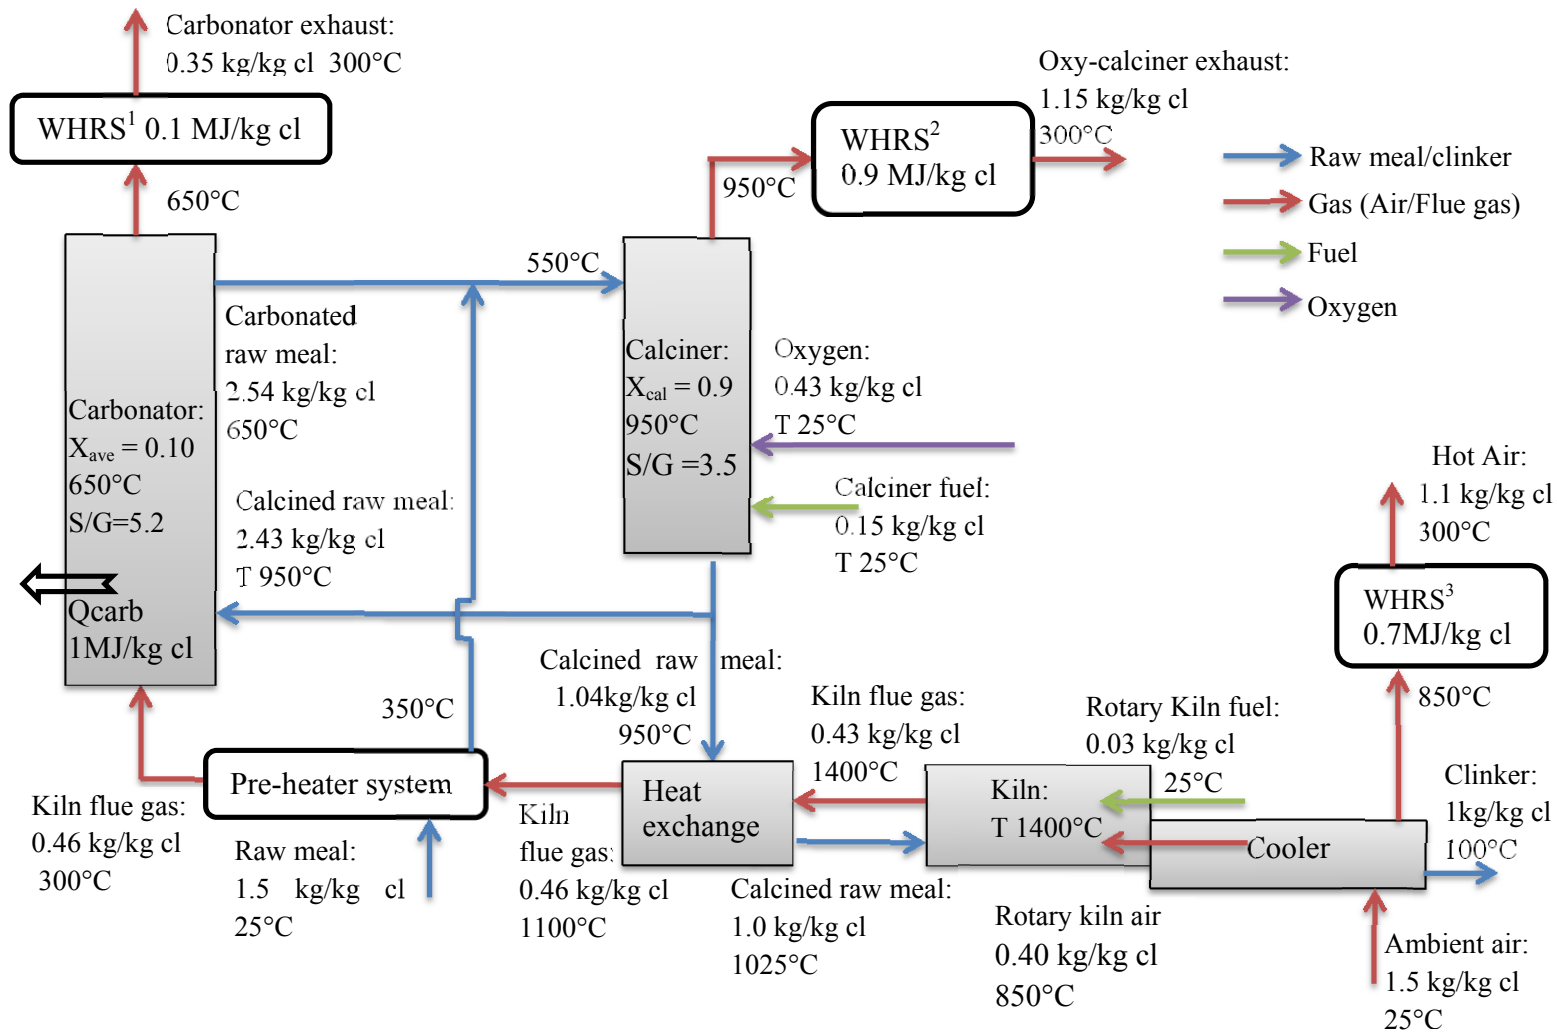 Carbonator exhaust:
0.35 kg/kg cl 300°C
WHRS1 0.1 MJ/kg cl
650°C
Oxy-calciner exhaust:
1.15 kg/kg cl
300°C
WHRS2
0.9 MJ/kg cl
950°C
Raw meal/clinker
Gas (Air/Flue gas)
Fuel
Oxygen
550°C
Carbonated
raw meal:
2.54 kg/kg cl
650°C
Carbonator:
Xave = 0.10
650°C
S/G=5.2
Qcarb
1MJ/kg cl
Calcined raw meal:
2.43 kg/kg cl
T 950°C
Calciner:
Xcal = 0.9
950°C
S/G =3.5
Oxygen:
0.43 kg/kg cl
T 25°C
Calciner fuel:
0.15 kg/kg cl
T 25°C
Hot Air:
1.1 kg/kg cl
300°C
WHRS3
0.7MJ/kg cl
850°C
350°C
Calcined raw meal:
1.04kg/kg cl
950°C
Kiln flue gas:
0.43 kg/kg cl
1400°C
Rotary Kiln fuel:
0.03 kg/kg cl
25°C
Pre-heater system
Heat
exchange
Kiln:
T 1400°C
Cooler
Clinker:
1kg/kg cl
100°C
Kiln flue gas:
0.46 kg/kg cl
300°C
Raw meal:
1.5 kg/kg cl
25°C
Kiln
flue gas:
0.46 kg/kg cl
1100°C
Calcined raw meal:
1.0 kg/kg cl
1025°C
Rotary kiln air
0.40 kg/kg cl
850°C
Ambient air:
1.5 kg/kg cl
25°C